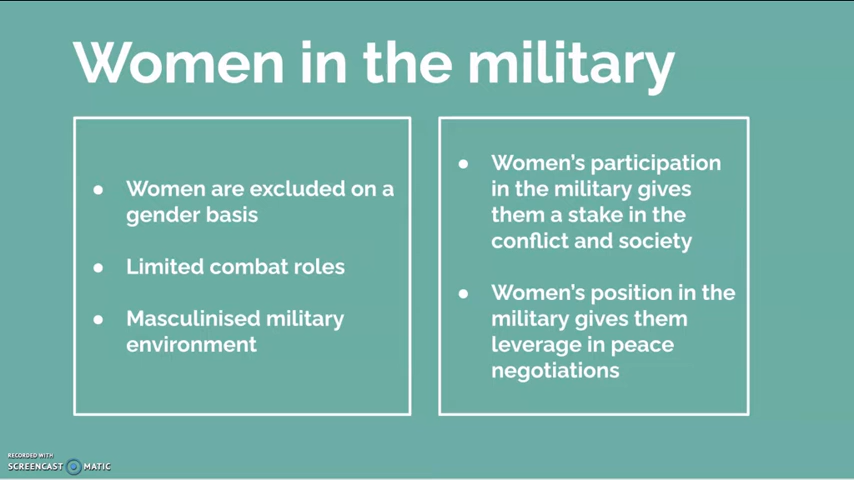 Women in the military
● Women are excluded on a
gender basis
● Limited combat roles
● Masculinised military
environment
● Women's participation
in the military gives
them a stake in the
conflict and society
● Women's position in the
military gives them
leverage in peace
negotiations
RECORDED WITH
SCREENCAST MATIC